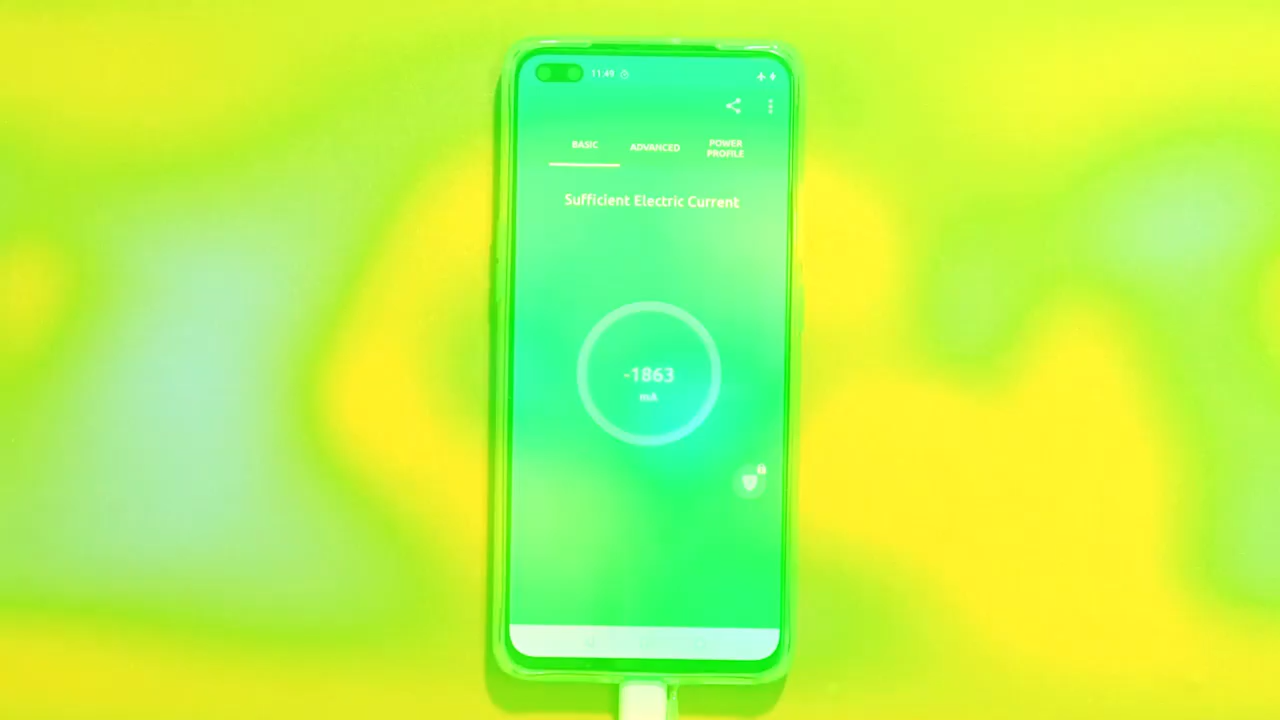 11:49
BASIC
ADVANCED
POWER
PROFILE
Sufficient Electric Current
-1863
mA